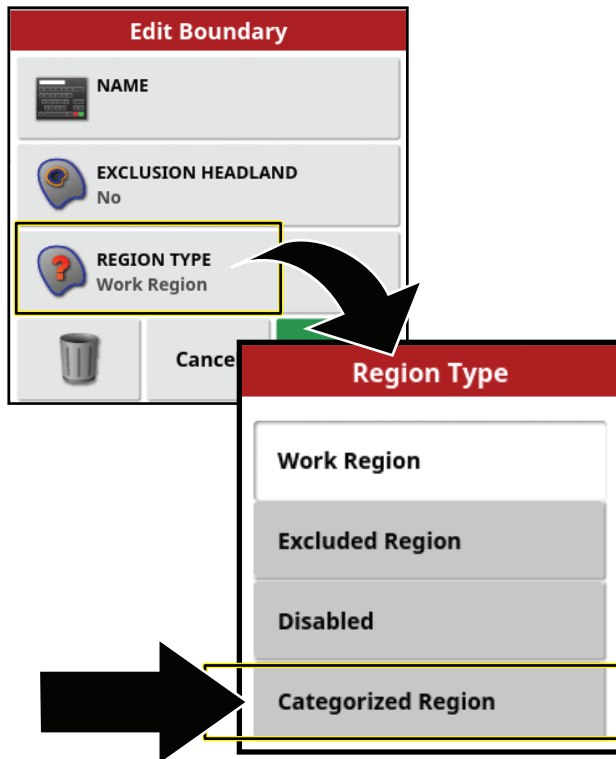 Edit Boundary
NAME
EXCLUSION HEADLAND
No
REGION TYPE
Work Region
Cance
Region Type
Work Region
Excluded Region
Disabled
Categorized Region